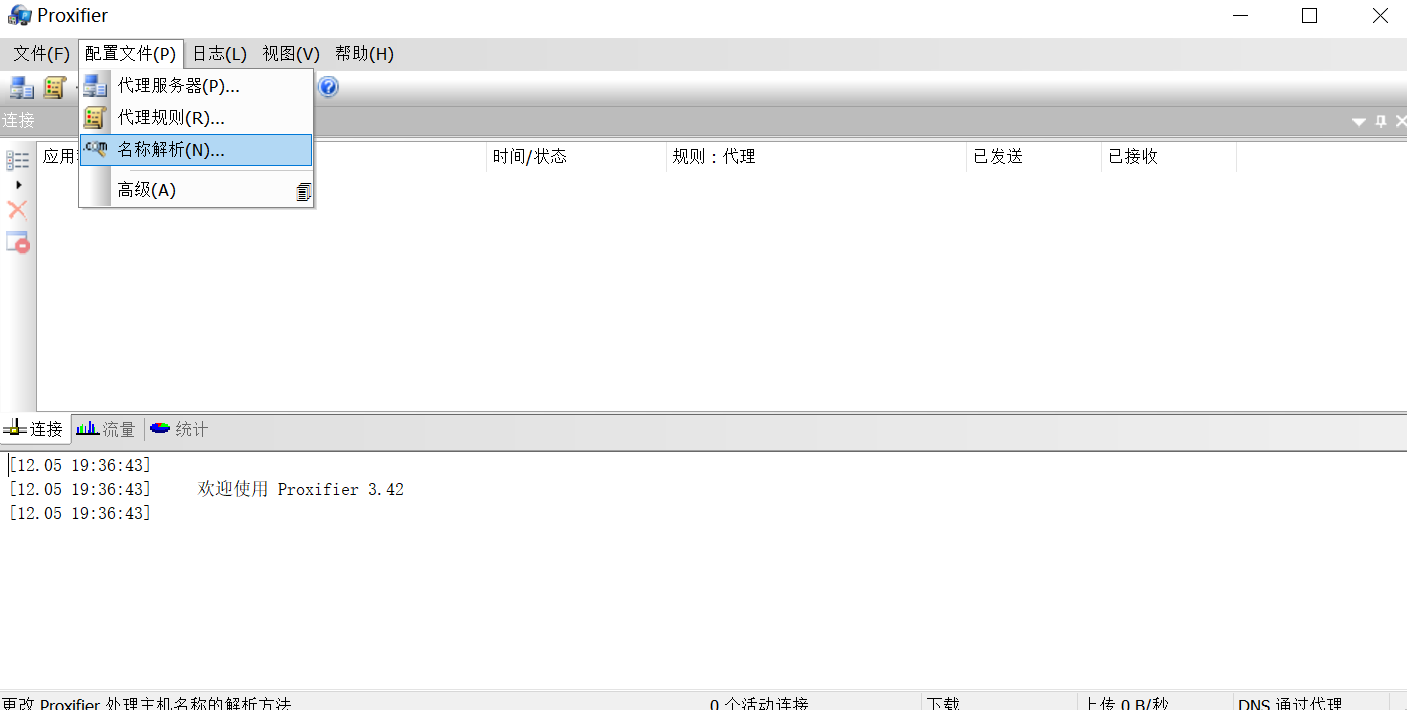 Proxifier
文件(F) 配置文件(P) 日志(L) 视图(V) 帮助(H)
代理服务器(P)...
代理规则(R)...
名称解析(N)...
高级(A)
连接
应用 时间/状态 规则：代理 已发送 已接收
连接 流量 统计
[12.05 19:36:43]
[12.05 19:36:43] 欢迎使用 Proxifier 3.42
[12.05 19:36:43]
更改 Proxifier 处理主机名称的解析方法 0 个活动连接 下载 上传 0 B/秒 DNS 通过代理